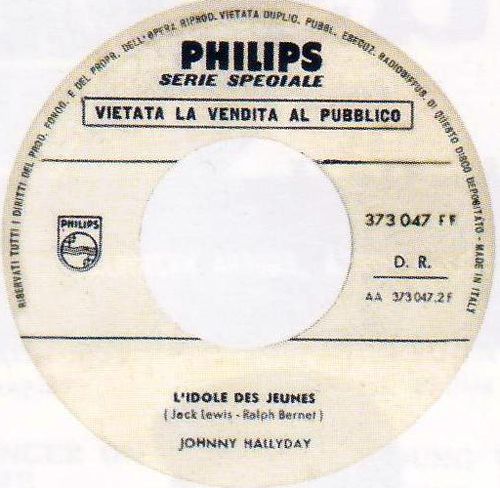 RISERVATI TUTTI I DIRITTI DEL PROD. FONOG. E DEL PROPR. DELL'OPERA RIPROD. VIETATA DUPLIC. PUBBL. ESECUZ. RADIODIFFUS. DI QUESTO DISCO DEPOSITATO - MADE IN ITALY
PHILIPS
SERIE SPECIALE
VIETATA LA VENDITA AL PUBBLICO
PHILIPS
373 047 FF
D. R.
AA 373 047.2 F
L'IDOLE DES JEUNES
(Jack Lewis - Ralph Bernet)
JOHNNY HALLYDAY